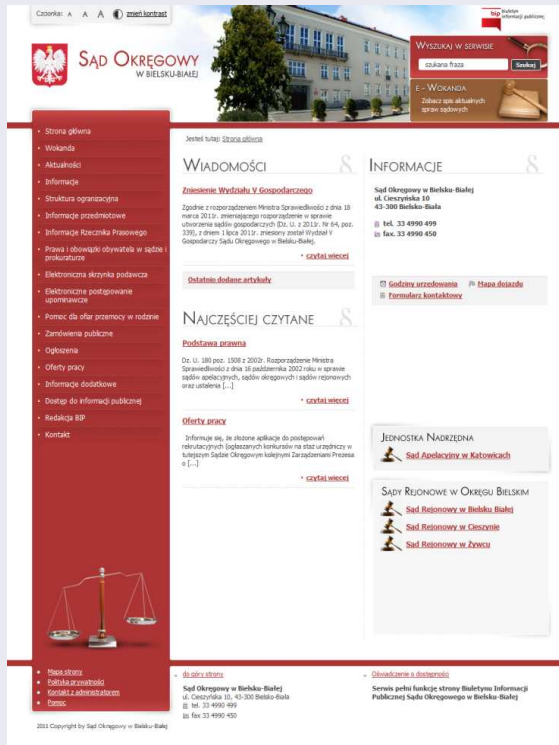 Czcionka: A A A zmień kontrast
bip biuletyn
informacji publicznej
SĄD OKRĘGOWY
W BIELSKU-BIAŁEJ
WYSZUKAJ W SERWISIE
szukana fraza Szukaj
E - WOKANDA
Zobacz spis aktualnych
spraw sądowych
Strona główna
Wokanda
Aktualności
Informacje
Struktura ogranizacyjna
Informacje przedmiotowe
Informacje Rzecznika Prasowego
Prawa i obowiązki obywatela w sądzie i
prokuraturze
Elektroniczna skrzynka podawcza
Elektroniczne postępowanie
upominawcze
Pomoc dla ofiar przemocy w rodzinie
Zamówienia publiczne
Ogłoszenia
Oferty pracy
Informacje dodatkowe
Dostęp do informacji publicznej
Redakcja BIP
Kontakt
Jesteś tutaj: Strona główna
WIADOMOŚCI §
Zniesienie Wydziału V Gospodarczego
Zgodnie z rozporządzeniem Ministra Sprawiedliwości z dnia 18
marca 2011r. zmieniającego rozporządzenie w sprawie
utworzenia sądów gospodarczych (Dz. U. z 2011r. Nr 64, poz.
339), z dniem 1 lipca 2011r. zniesiony został Wydział V
Gospodarczy Sądu Okręgowego w Bielsku-Białej.
czytaj więcej
Ostatnio dodane artykuły
NAJCZĘŚCIEJ CZYTANE §
Podstawa prawna
Dz. U. 180 poz. 1508 z 2002r. Rozporządzenie Ministra
Sprawiedliwości z dnia 16 października 2002 roku w sprawie
sądów apelacyjnych, sądów okręgowych i sądów rejonowych
oraz ustalenia [...]
czytaj więcej
Oferty pracy
Informuje się, że złożone aplikacje do postępowań
rekrutacyjnych (ogłaszanych konkursów na staż urzędniczy w
tutejszym Sądzie Okręgowym kolejnymi Zarządzeniami Prezesa
o [...]
czytaj więcej
INFORMACJE §
Sąd Okręgowy w Bielsku-Białej
ul. Cieszyńska 10
43-300 Bielsko-Biała
tel. 33 4990 499
fax. 33 4990 450
Godziny urzędowania Mapa dojazdu
Formularz kontaktowy
JEDNOSTKA NADRZĘDNA
Sąd Apelacyjny w Katowicach
SĄDY REJONOWE W OKRĘGU BIELSKIM
Sąd Rejonowy w Bielsku Białej
Sąd Rejonowy w Cieszynie
Sąd Rejonowy w Żywcu
Mapa strony
Polityka prywatności
Kontakt z administratorem
Pomoc
do góry strony
Sąd Okręgowy w Bielsku-Białej
ul. Cieszyńska 10, 43-300 Bielsko-Biała
tel. 33 4990 499
fax 33 4990 450
Oświadczenie o dostępności
Serwis pełni funkcję strony Biuletynu Informacji
Publicznej Sądu Okręgowego w Bielsku-Białej
2011 Copyright by Sąd Okręgowy w Bielsku-Białej